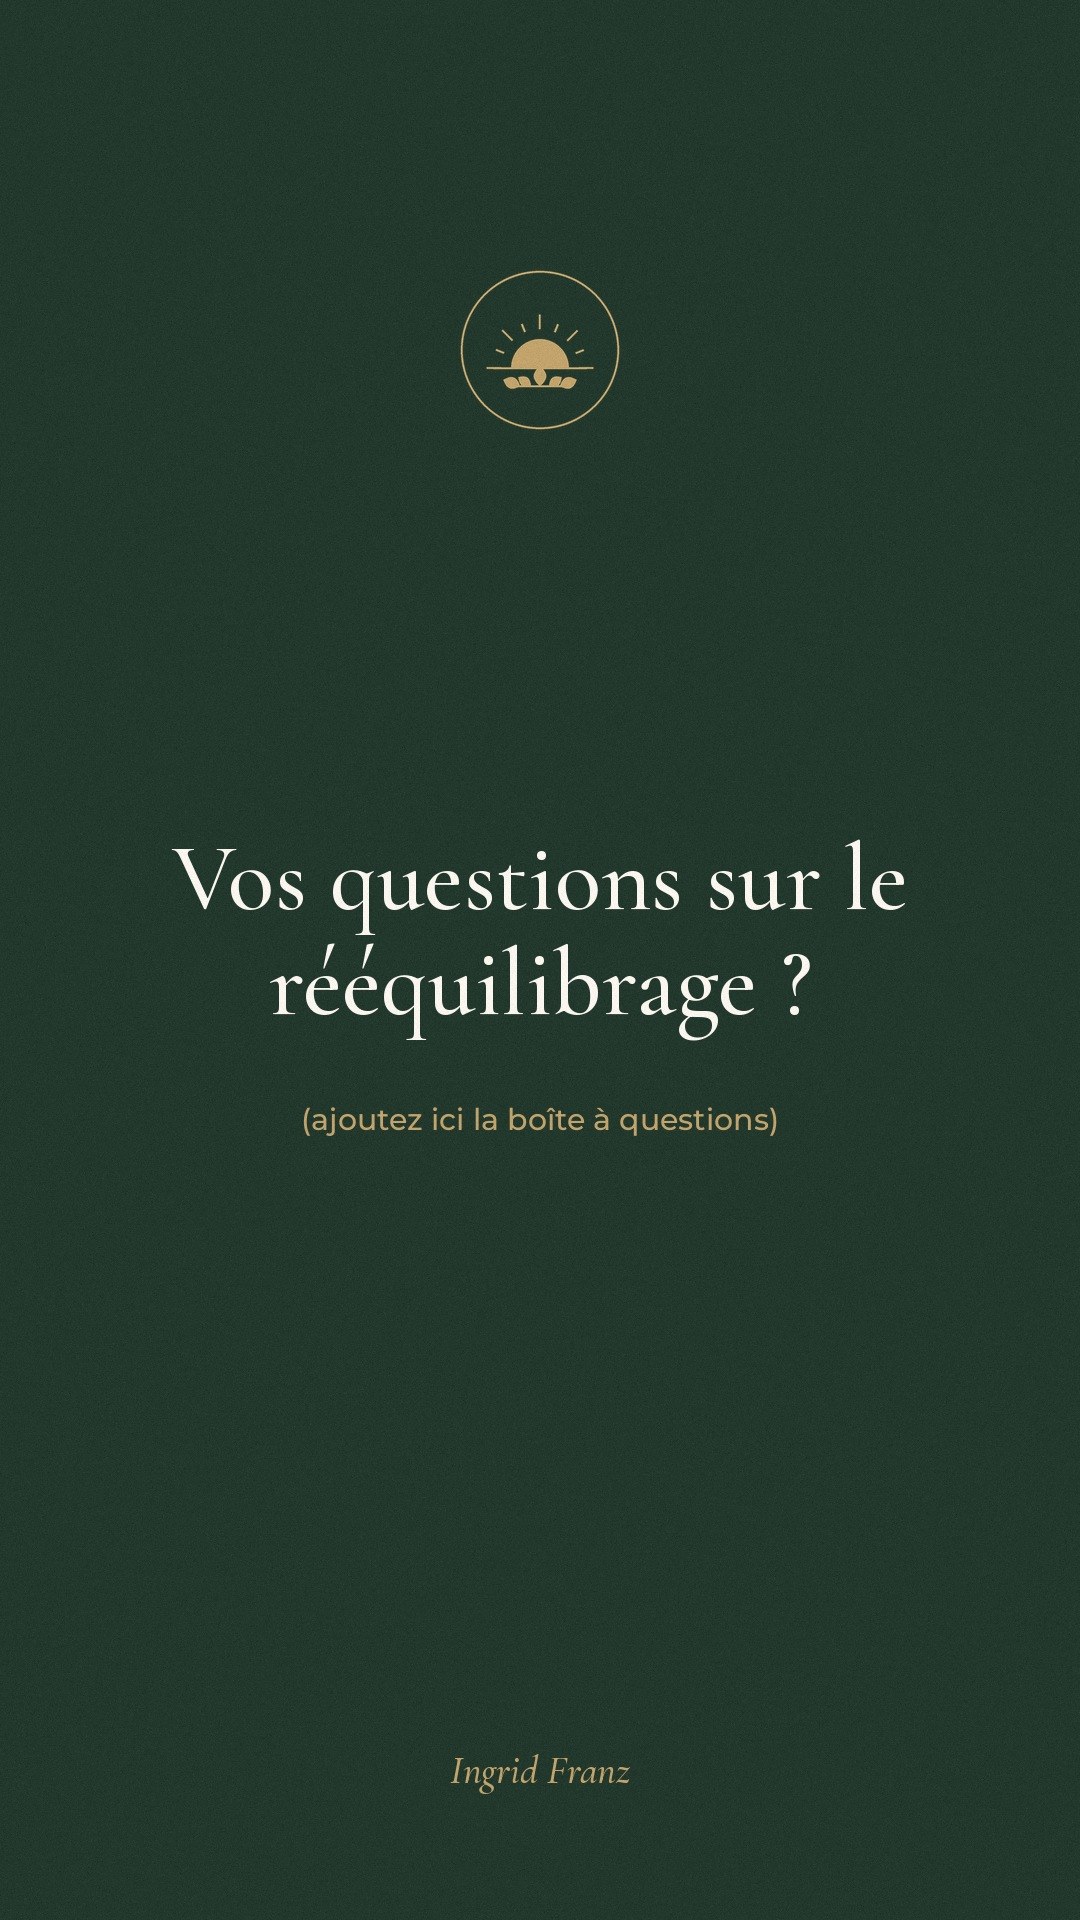 Vos questions sur le
rééquilibrage ?
(ajoutez ici la boîte à questions)
Ingrid Franz